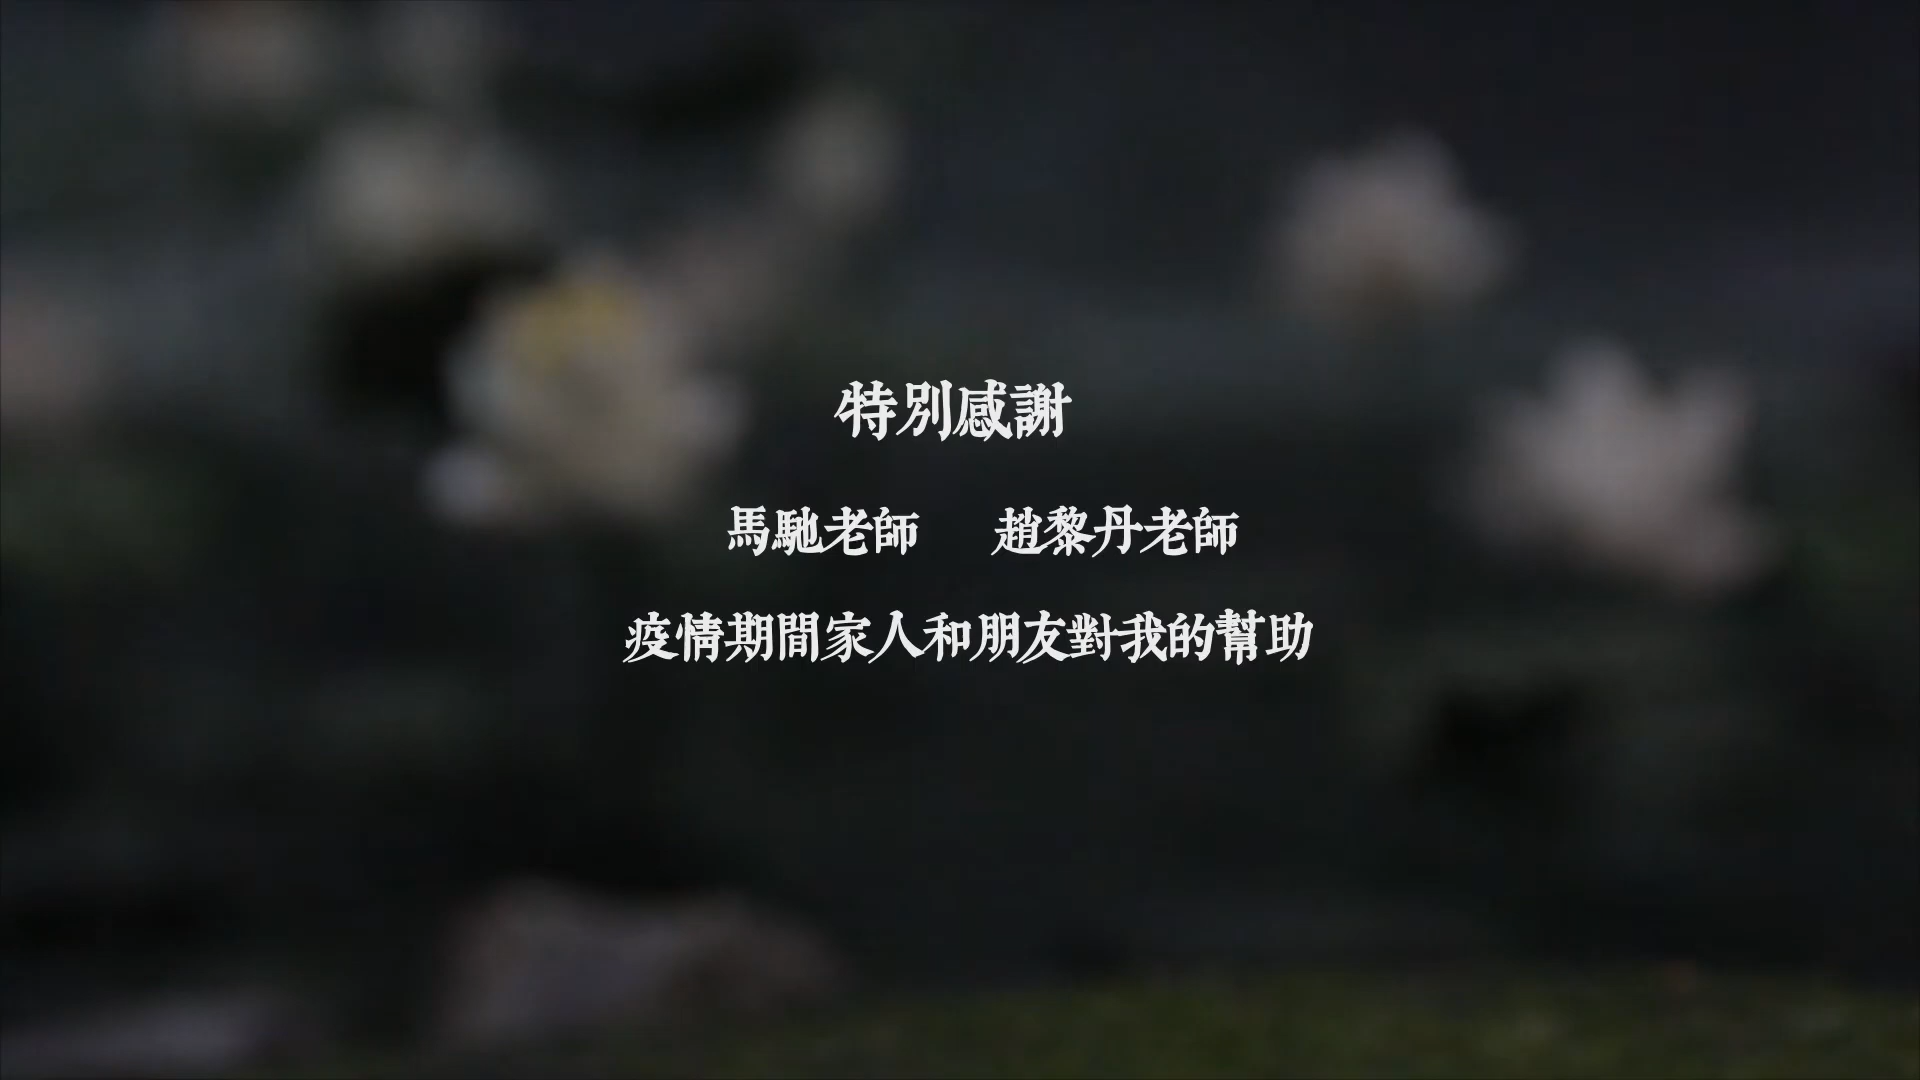 特別感謝
馬馳老師 趙黎丹老師
疫情期間家人和朋友對我的幫助